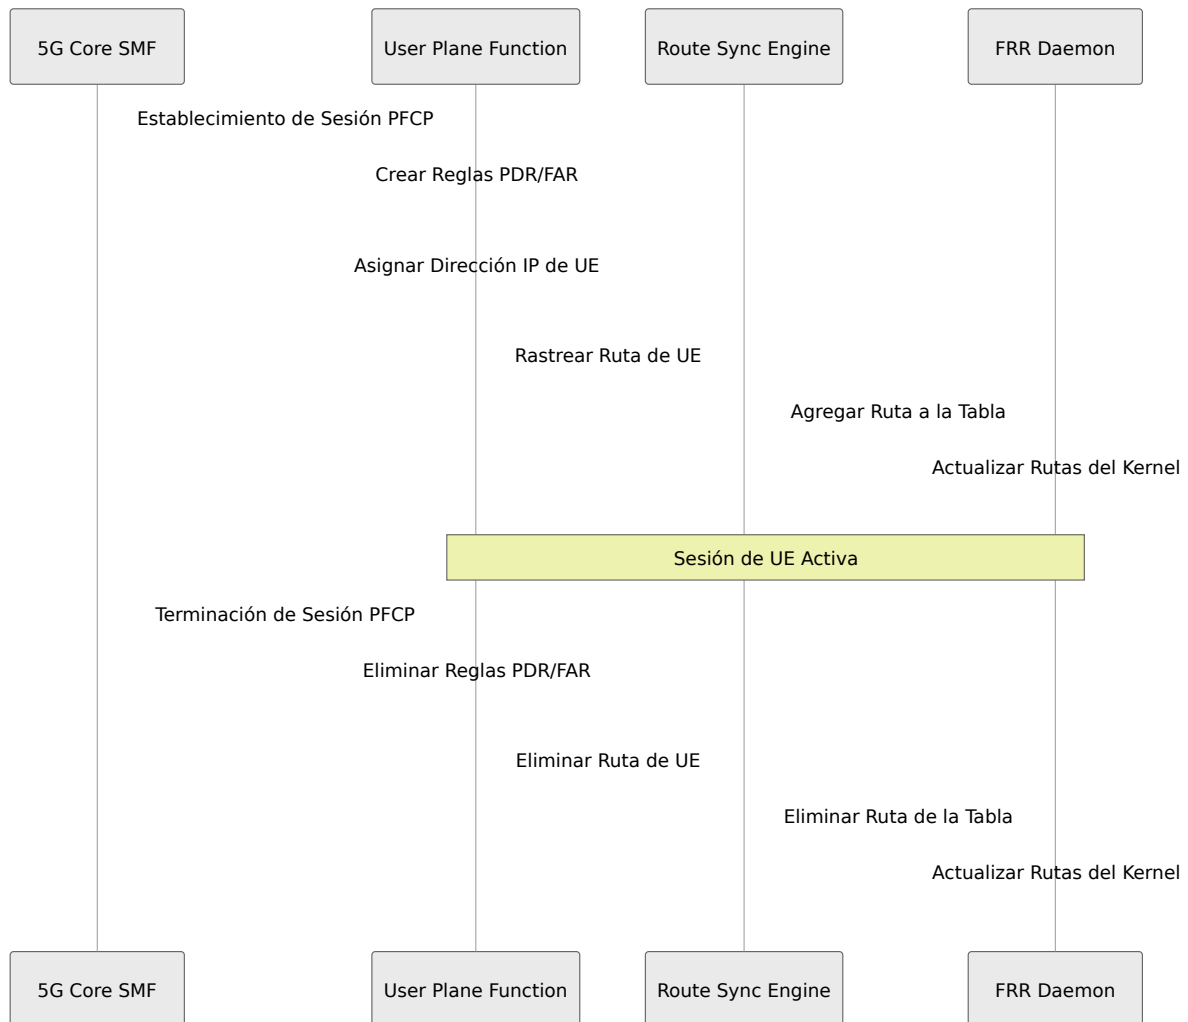 5G Core SMF
User Plane Function
Route Sync Engine
FRR Daemon
Establecimiento de Sesión PFCP
Crear Reglas PDR/FAR
Asignar Dirección IP de UE
Rastrear Ruta de UE
Agregar Ruta a la Tabla
Actualizar Rutas del Kernel
Sesión de UE Activa
Terminación de Sesión PFCP
Eliminar Reglas PDR/FAR
Eliminar Ruta de UE
Eliminar Ruta de la Tabla
Actualizar Rutas del Kernel
5G Core SMF
User Plane Function
Route Sync Engine
FRR Daemon